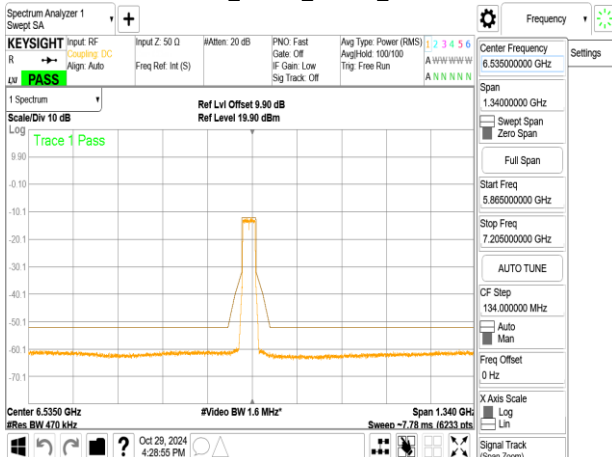 Spectrum Analyzer 1
Swept SA
Frequency
KEYSIGHT Input: RF Input Z: 50 Ω #Atten: 20 dB PNO: Fast Avg Type: Power (RMS) 1 2 3 4 5 6
R Coupling: DC Gate: Off Avg|Hold: 100/100 A W W W W W
Align: Auto Freq Ref: Int (S) IF Gain: Low Trig: Free Run
LXI PASS Sig Track: Off A N N N N N
1 Spectrum
Ref Lvl Offset 9.90 dB
Scale/Div 10 dB Ref Level 19.90 dBm
Log
Trace 1 Pass
9.90
-0.10
-10.1
-20.1
-30.1
-40.1
-50.1
-60.1
-70.1
Center 6.5350 GHz #Video BW 1.6 MHz* Span 1.340 GHz
#Res BW 470 kHz Sweep ~7.78 ms (6233 pts
Oct 29, 2024
4:28:55 PM
Center Frequency
6.535000000 GHz
Settings
Span
1.34000000 GHz
Swept Span
Zero Span
Full Span
Start Freq
5.865000000 GHz
Stop Freq
7.205000000 GHz
AUTO TUNE
CF Step
134.000000 MHz
Auto
Man
Freq Offset
0 Hz
X Axis Scale
Log
Lin
Signal Track
(Span Zoom)